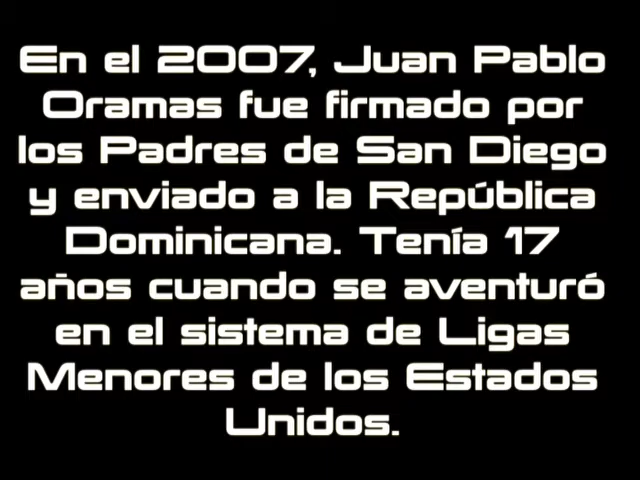 En el 2007, Juan Pablo
Oramas fue firmado por
los Padres de San Diego
y enviado a la República
Dominicana. Tenía 17
años cuando se aventuró
en el sistema de Ligas
Menores de los Estados
Unidos.